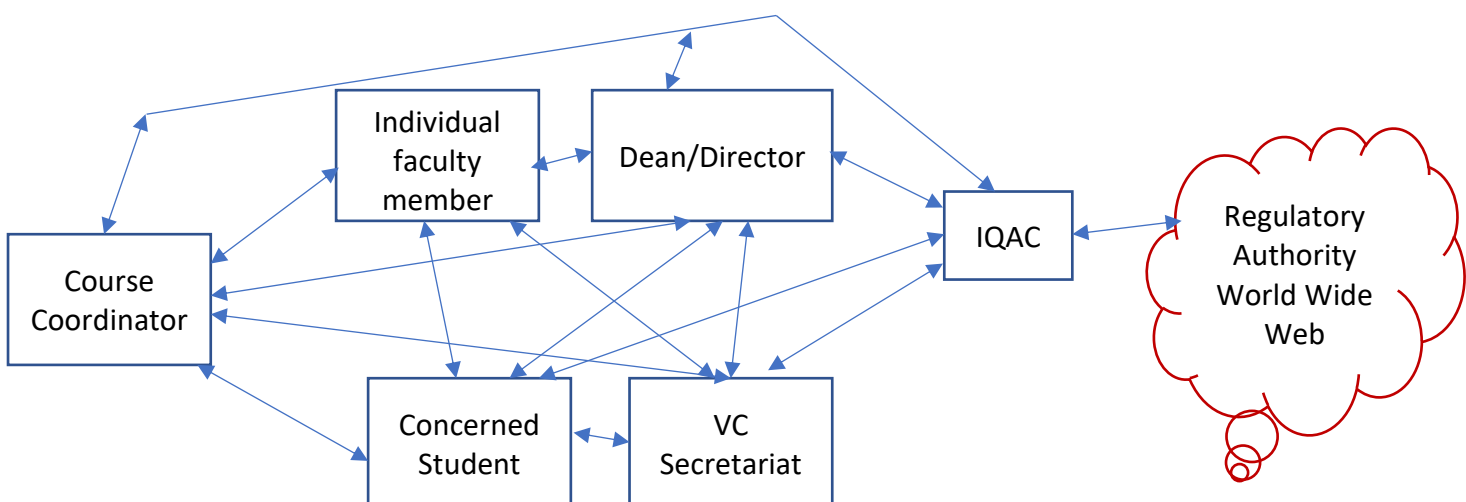 Individual
faculty
member
Dean/Director
IQAC
Regulatory
Authority
World Wide
Web
Course
Coordinator
Concerned
Student
VC
Secretariat